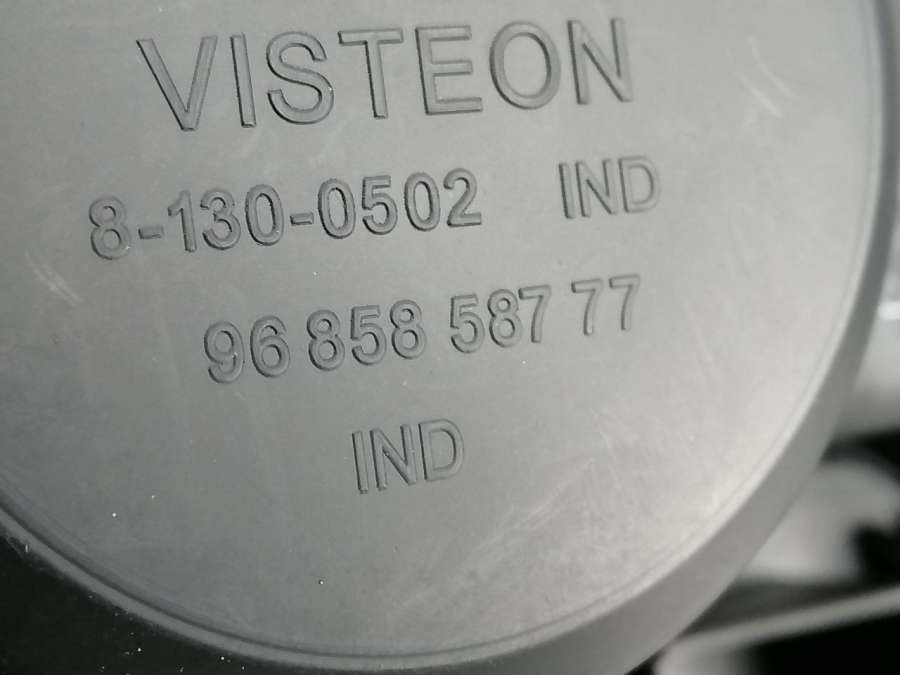 VISTEON
8-130-0502 IND
96 858 587 77
IND